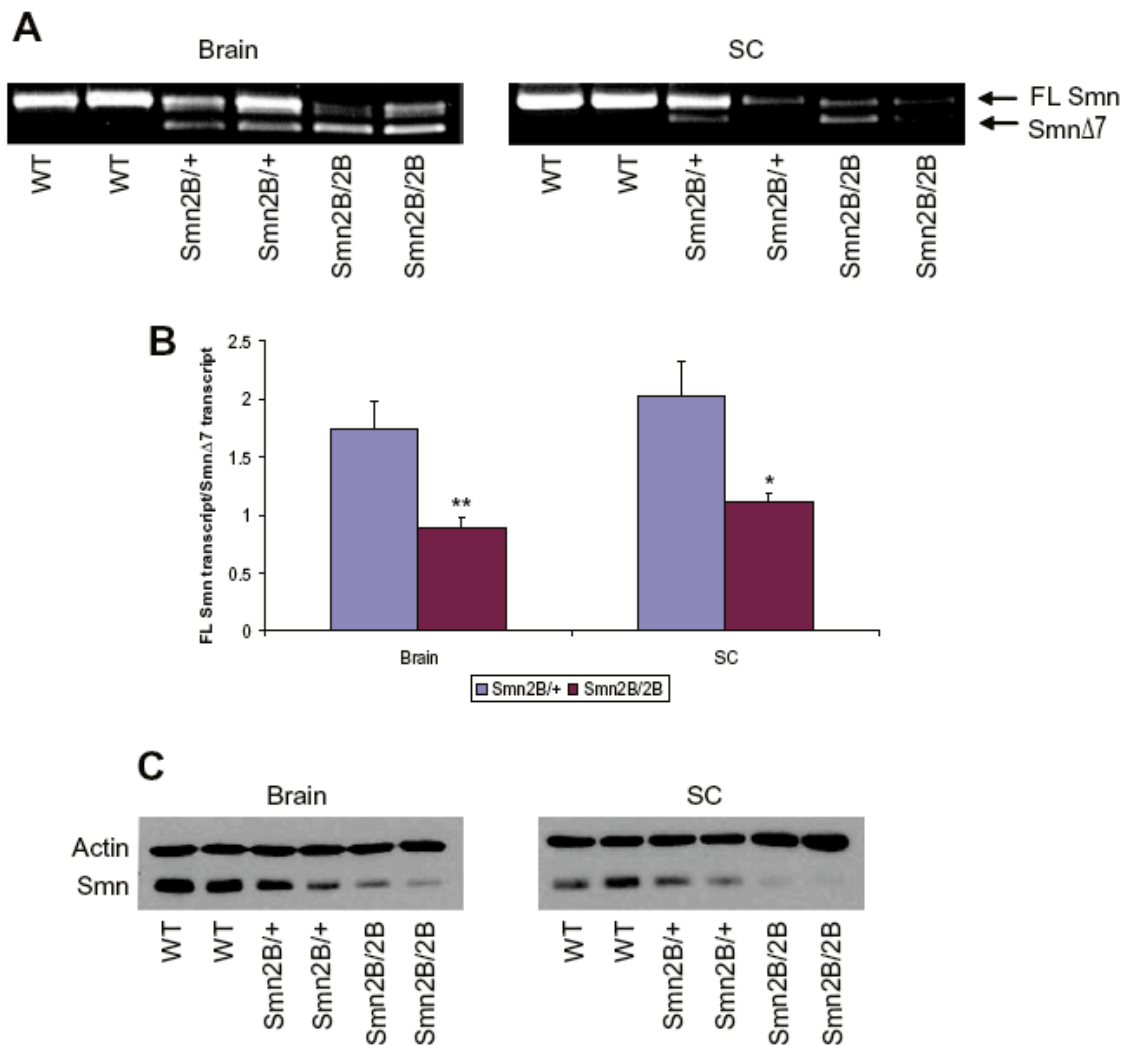 A
Brain
SC
FL Smn
SmnΔ7
WT
WT
Smn2B/+
Smn2B/+
Smn2B/2B
Smn2B/2B
WT
WT
Smn2B/+
Smn2B/+
Smn2B/2B
Smn2B/2B
B
FL Smn transcript/SmnΔ7 transcript
2.5
2
1.5
1
0.5
0
**
*
Brain
SC
Smn2B/+ Smn2B/2B
C
Brain
SC
Actin
Smn
WT
WT
Smn2B/+
Smn2B/+
Smn2B/2B
Smn2B/2B
WT
WT
Smn2B/+
Smn2B/+
Smn2B/2B
Smn2B/2B